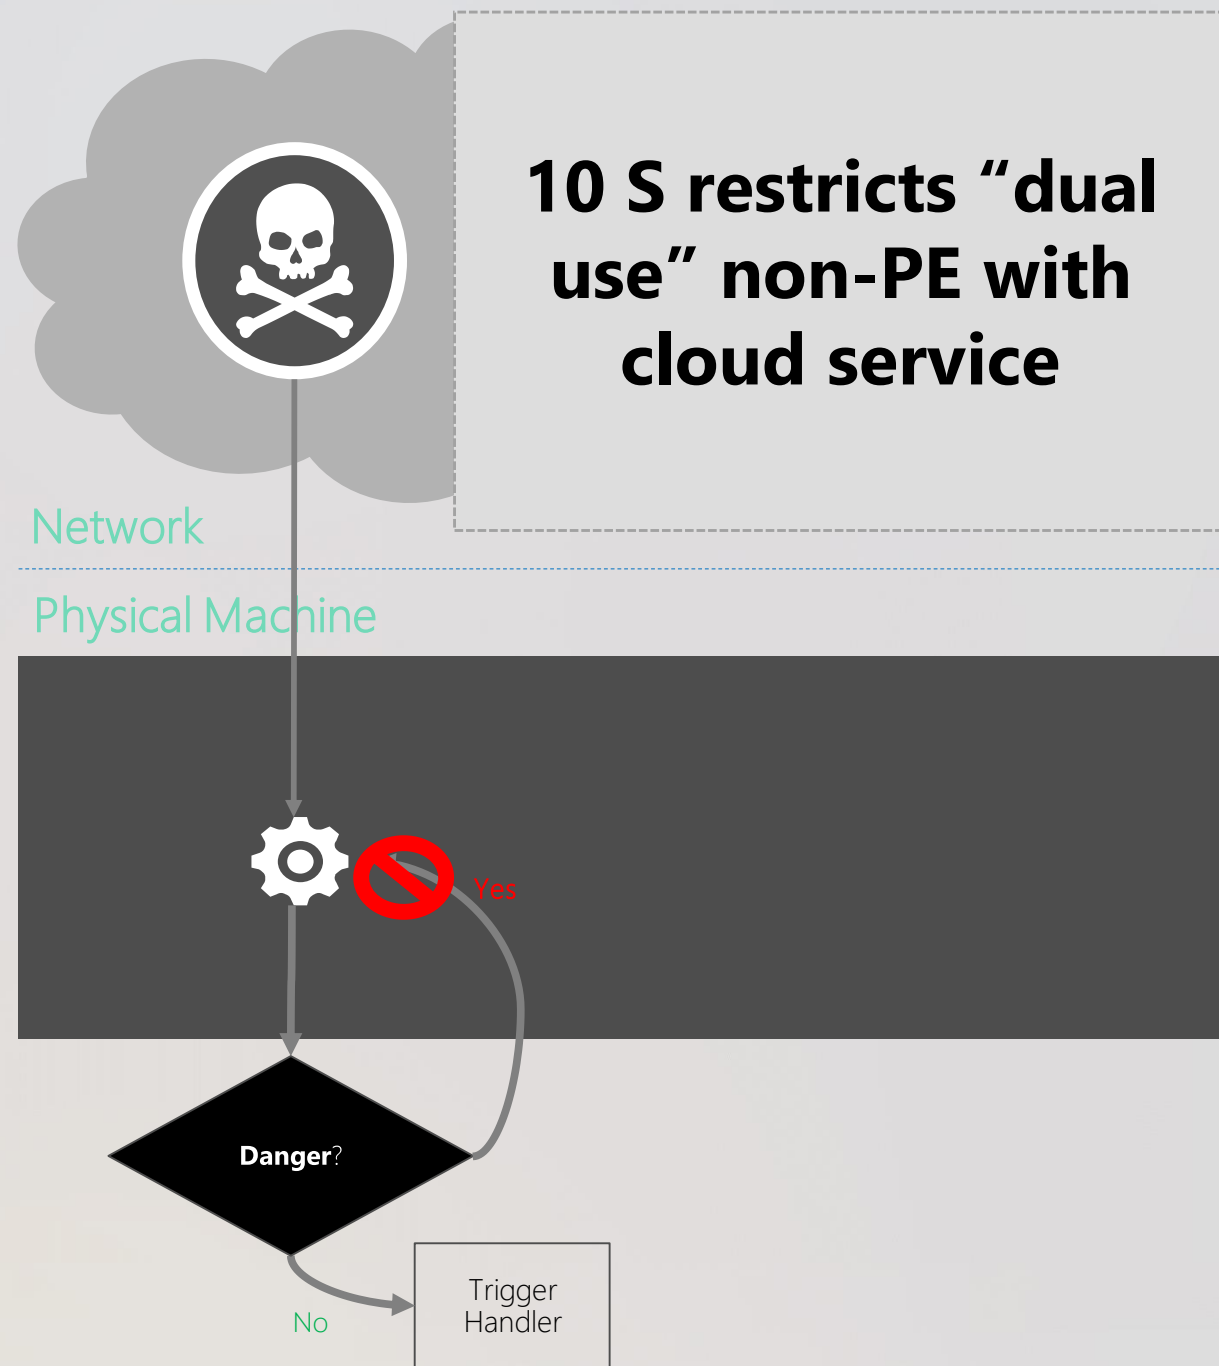 10 S restricts “dual
use” non-PE with
cloud service
Network
Physical Machine
Yes
Danger?
Trigger
Handler
No